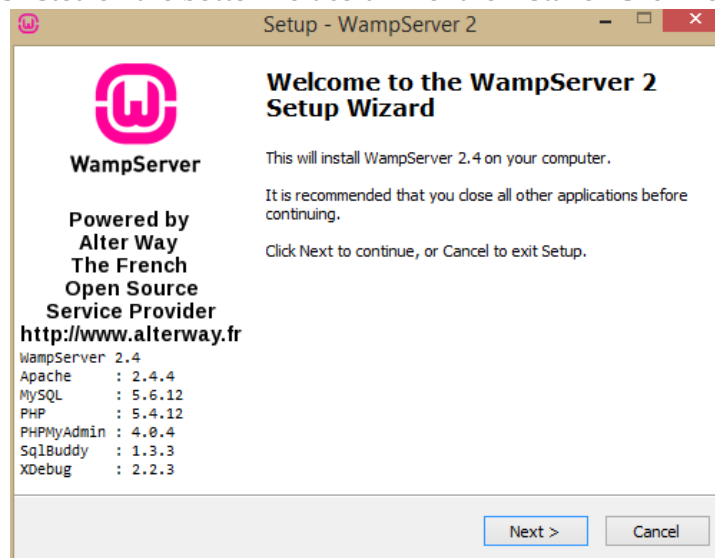 Setup - WampServer 2
WampServer
Powered by
Alter Way
The French
Open Source
Service Provider
http://www.alterway.fr
WampServer 2.4
Apache : 2.4.4
MySQL : 5.6.12
PHP : 5.4.12
PHPMyAdmin : 4.0.4
SqlBuddy : 1.3.3
XDebug : 2.2.3
Welcome to the WampServer 2
Setup Wizard
This will install WampServer 2.4 on your computer.
It is recommended that you close all other applications before
continuing.
Click Next to continue, or Cancel to exit Setup.
Next >
Cancel